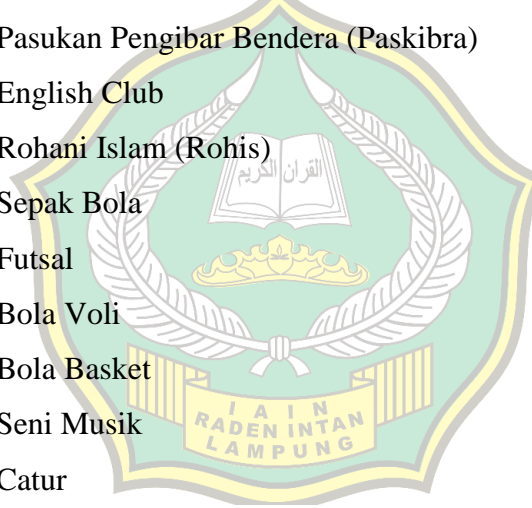 Pasukan Pengibar Bendera (Paskibra)
English Club
Rohani Islam (Rohis)
القرآن الكريم
Sepak Bola
Futsal
Bola Voli
Bola Basket
Seni Musik
I A I N
RADEN INTAN
LAMPUNG
Catur